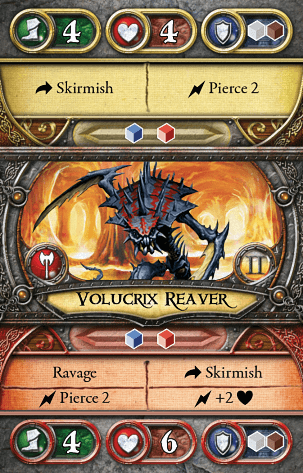 4 4
Skirmish Pierce 2
II
VOLUCRIX REAVER
Ravage Skirmish
Pierce 2 +2
4 6